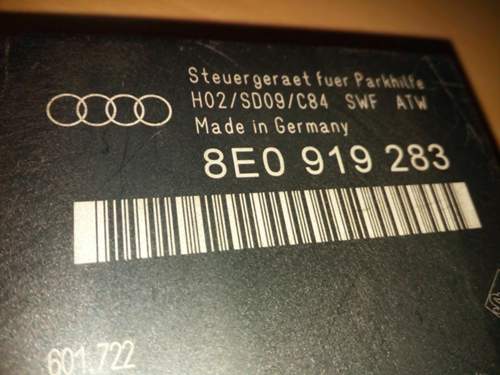 Steuergeraet fuer Parkhilfe
H02/SD09/C84 SWF ATW
Made in Germany
8E0 919 283
601.722